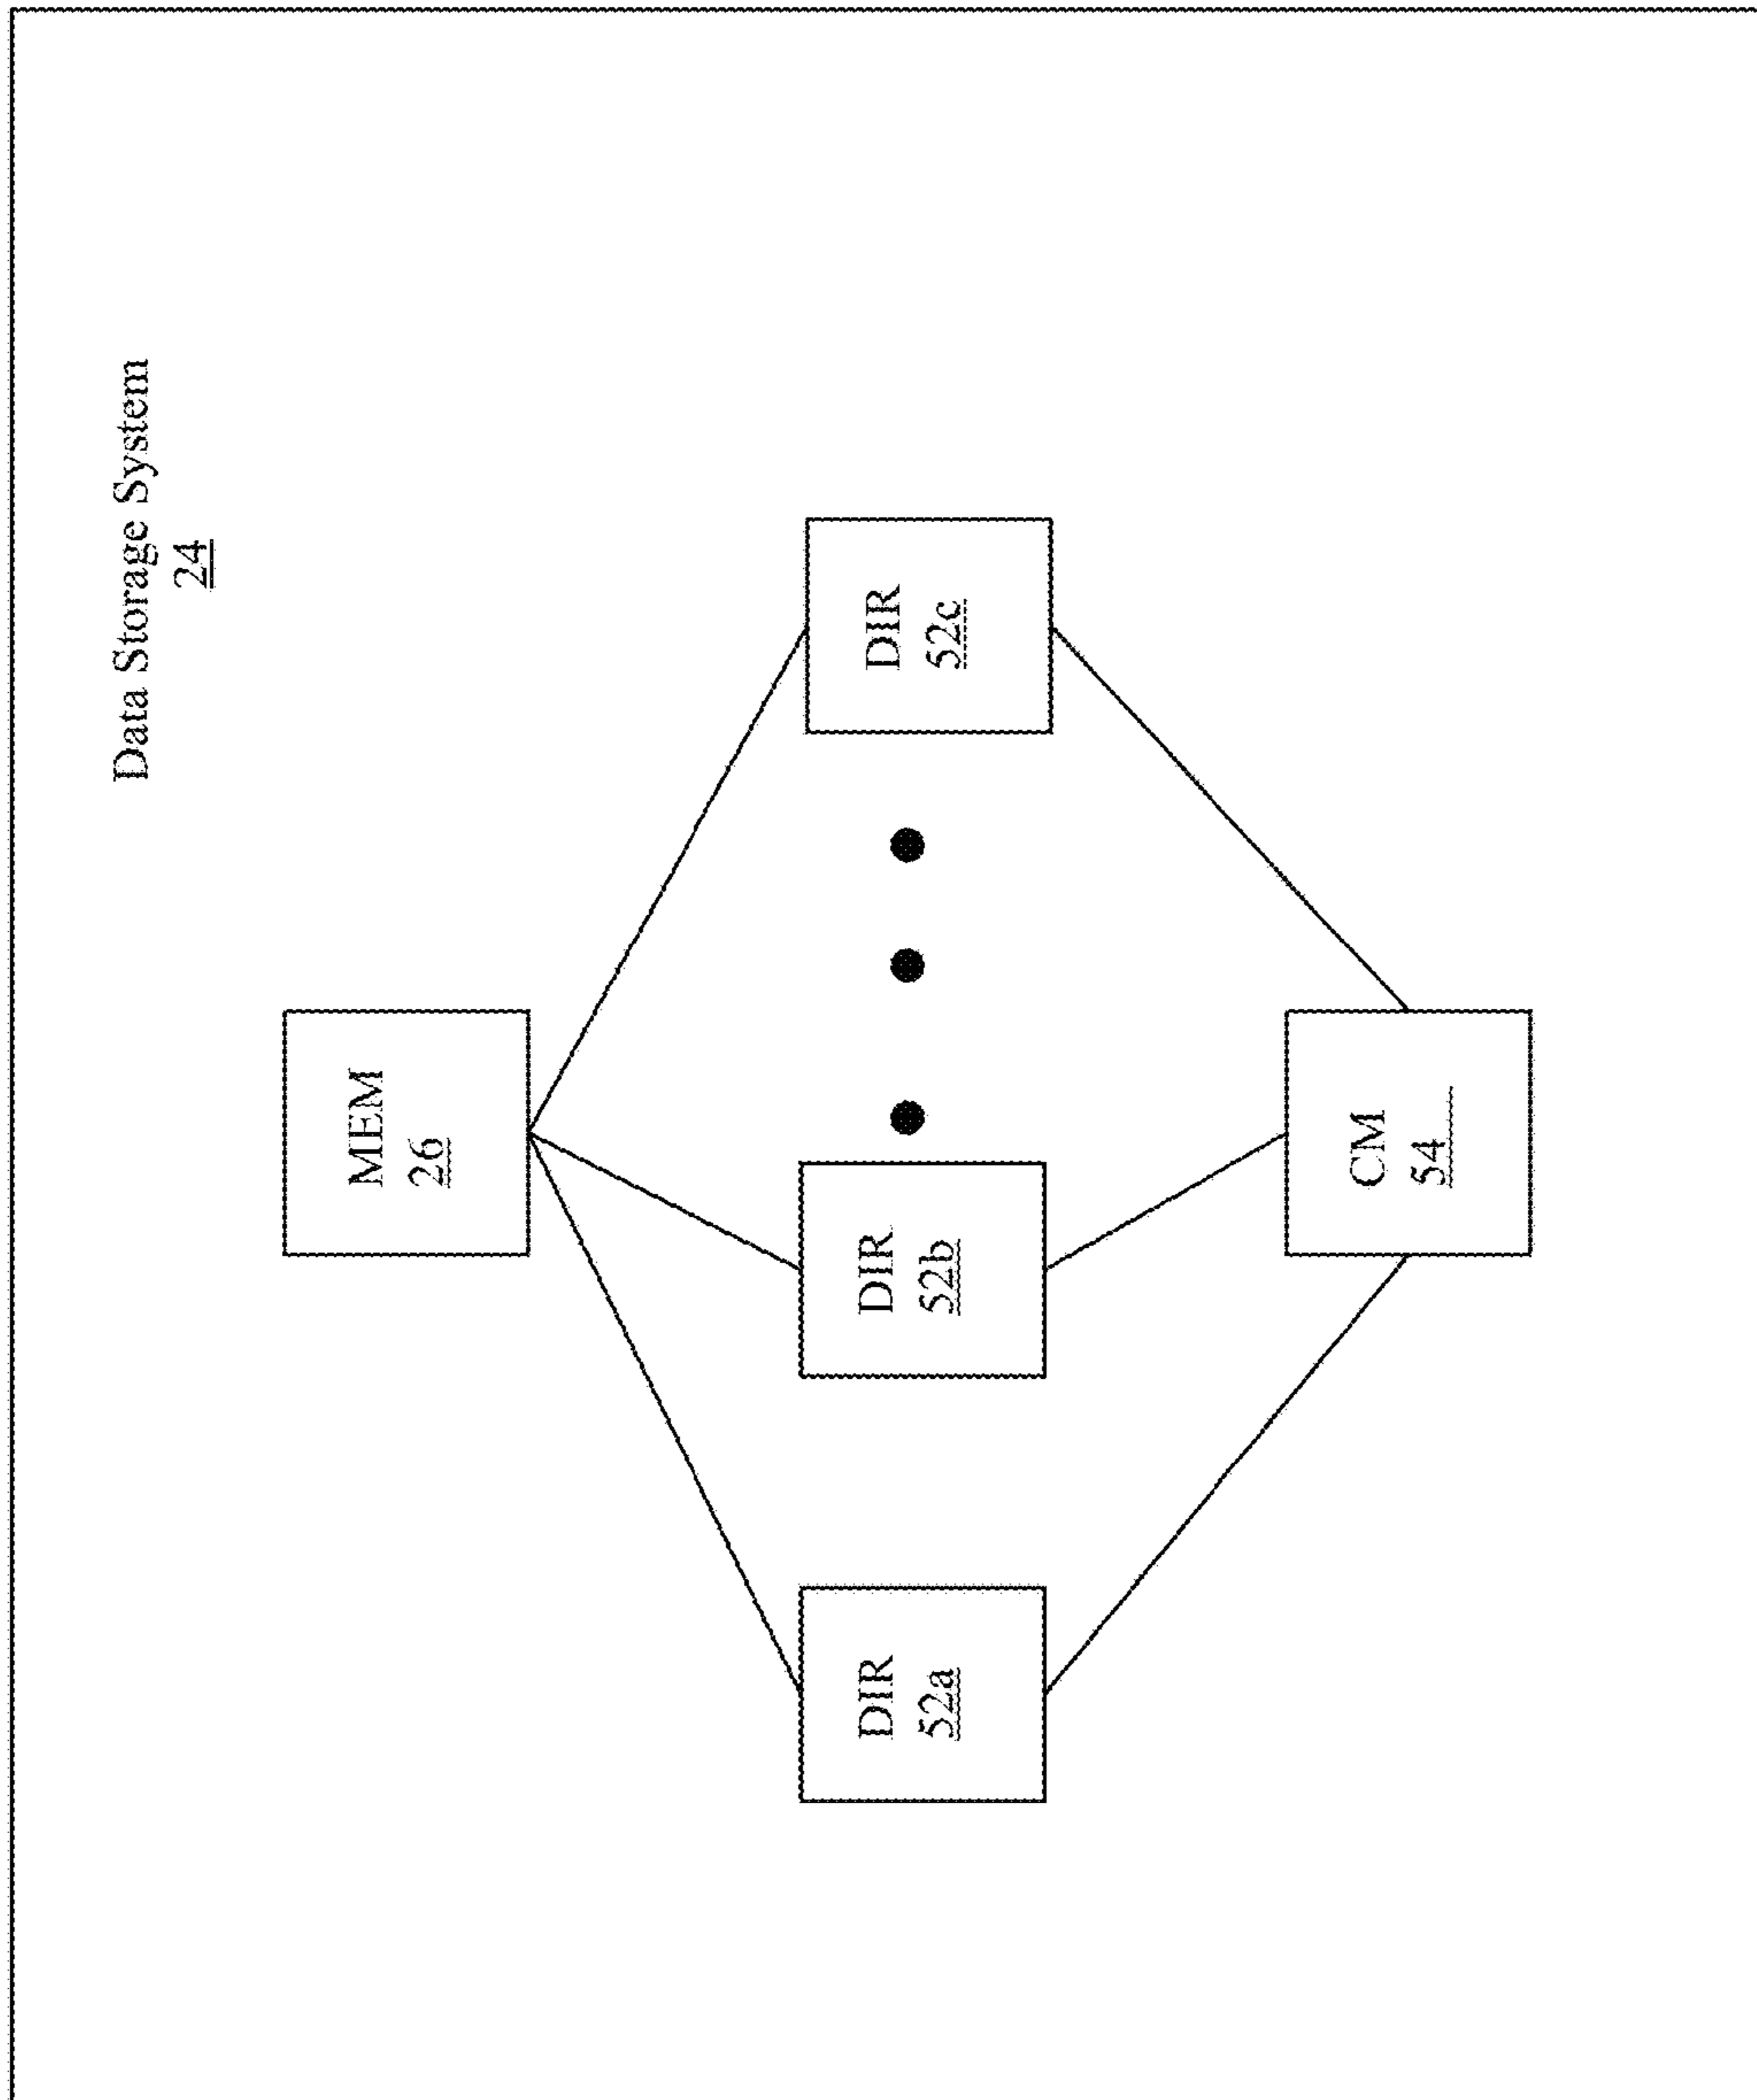 Data Storage System
24
MEM
26
DIR
52a
DIR
52b
DIR
52c
CM
54